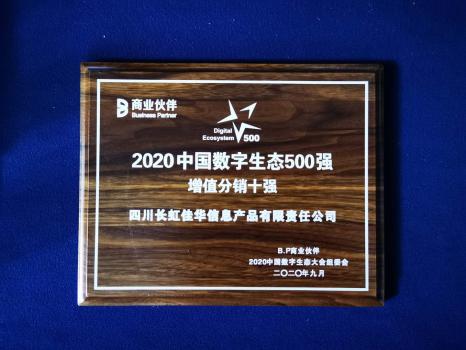 商业伙伴
Business Partner
Digital
Ecosystem 500
2020中国数字生态500强
增值分销十强
四川长虹佳华信息产品有限责任公司
B.P商业伙伴
2020中国数字生态大会组委会
二〇二〇年九月